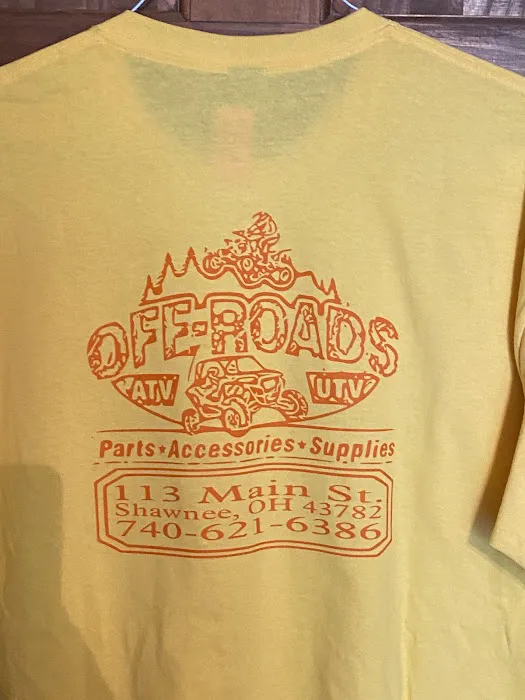 OFF-ROADS
ATV UTV
Parts★Accessories★Supplies
113 Main St.
Shawnee, OH 43782
740-621-6386